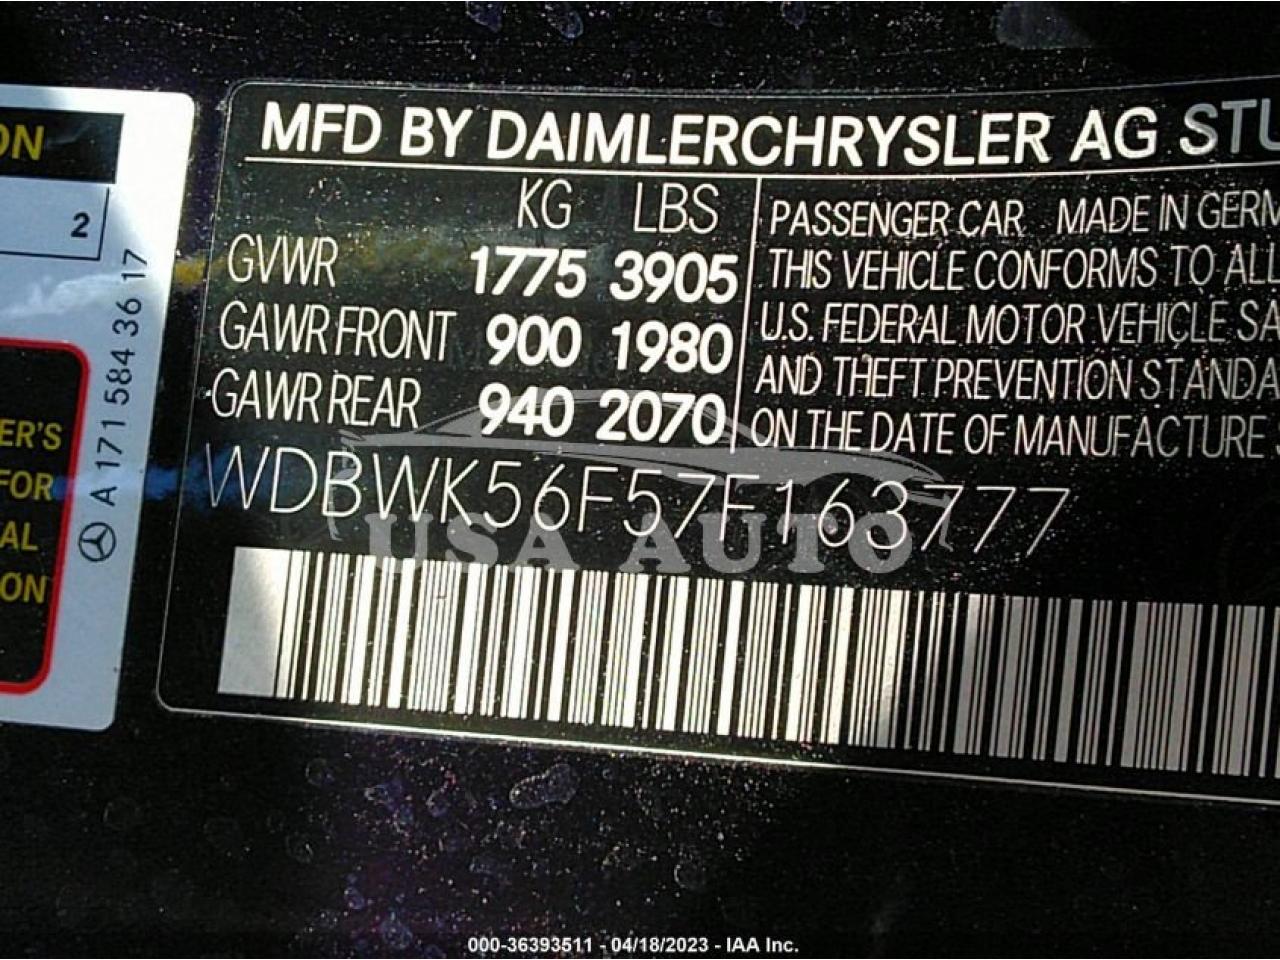 ON
2
A 171 584 36 17
ER'S
FOR
AL
ON
MFD BY DAIMLERCHRYSLER AG STU
KG LBS
GVWR 1775 3905
GAWR FRONT 900 1980
GAWR REAR 940 2070
PASSENGER CAR MADE IN GERM
THIS VEHICLE CONFORMS TO ALL
U.S. FEDERAL MOTOR VEHICLE SA
AND THEFT PREVENTION STANDA
ON THE DATE OF MANUFACTURE S
WDBWK56F57F163777
USA AUTO
000-36393511 - 04/18/2023 - IAA Inc.